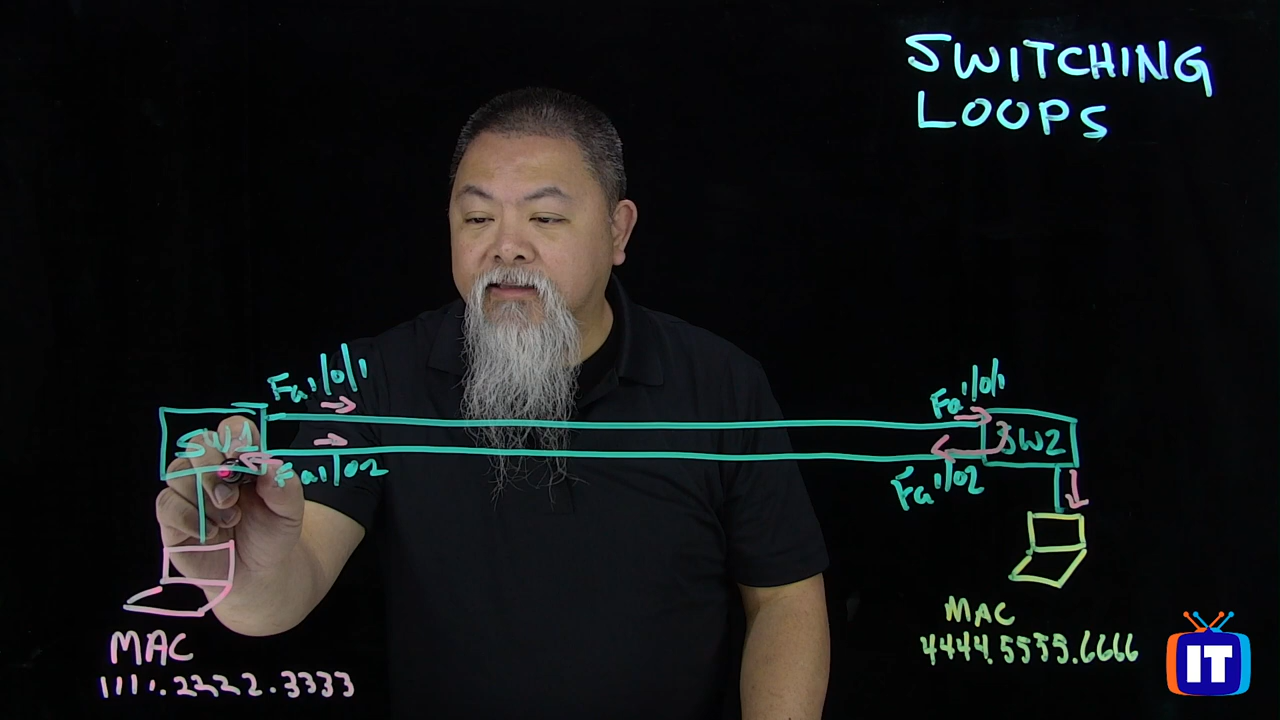 SWITCHING
LOOPS
Fa1/0/1
Fa1/0/1
SW1
SW2
Fa1/02
Fa1/02
MAC
1111.2222.3333
MAC
4444.5555.6666
IT